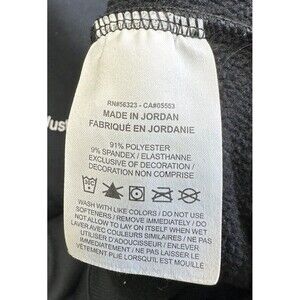 RN#56323 - CA#05553
MADE IN JORDAN
FABRIQUÉ EN JORDANIE
91% POLYESTER
9% SPANDEX / ELASTHANNE.
EXCLUSIVE OF DECORATION /
DECORATION NON COMPRISE
WASH WITH LIKE COLORS / DO NOT USE
SOFTENERS / REMOVE IMMEDIATELY / DO
NOT ALLOW TO LAY ON ITSELF WHEN WET
LAVER AVEC COULEURS SIMILAIRES / NE PAS
UTILISER D'ADOUCISSANT / ENLEVER
IMMÉDIATEMENT / NE PAS LAISSER LE
VÊTEMENT PLIÉ LORSQU'IL EST MOUILLÉ